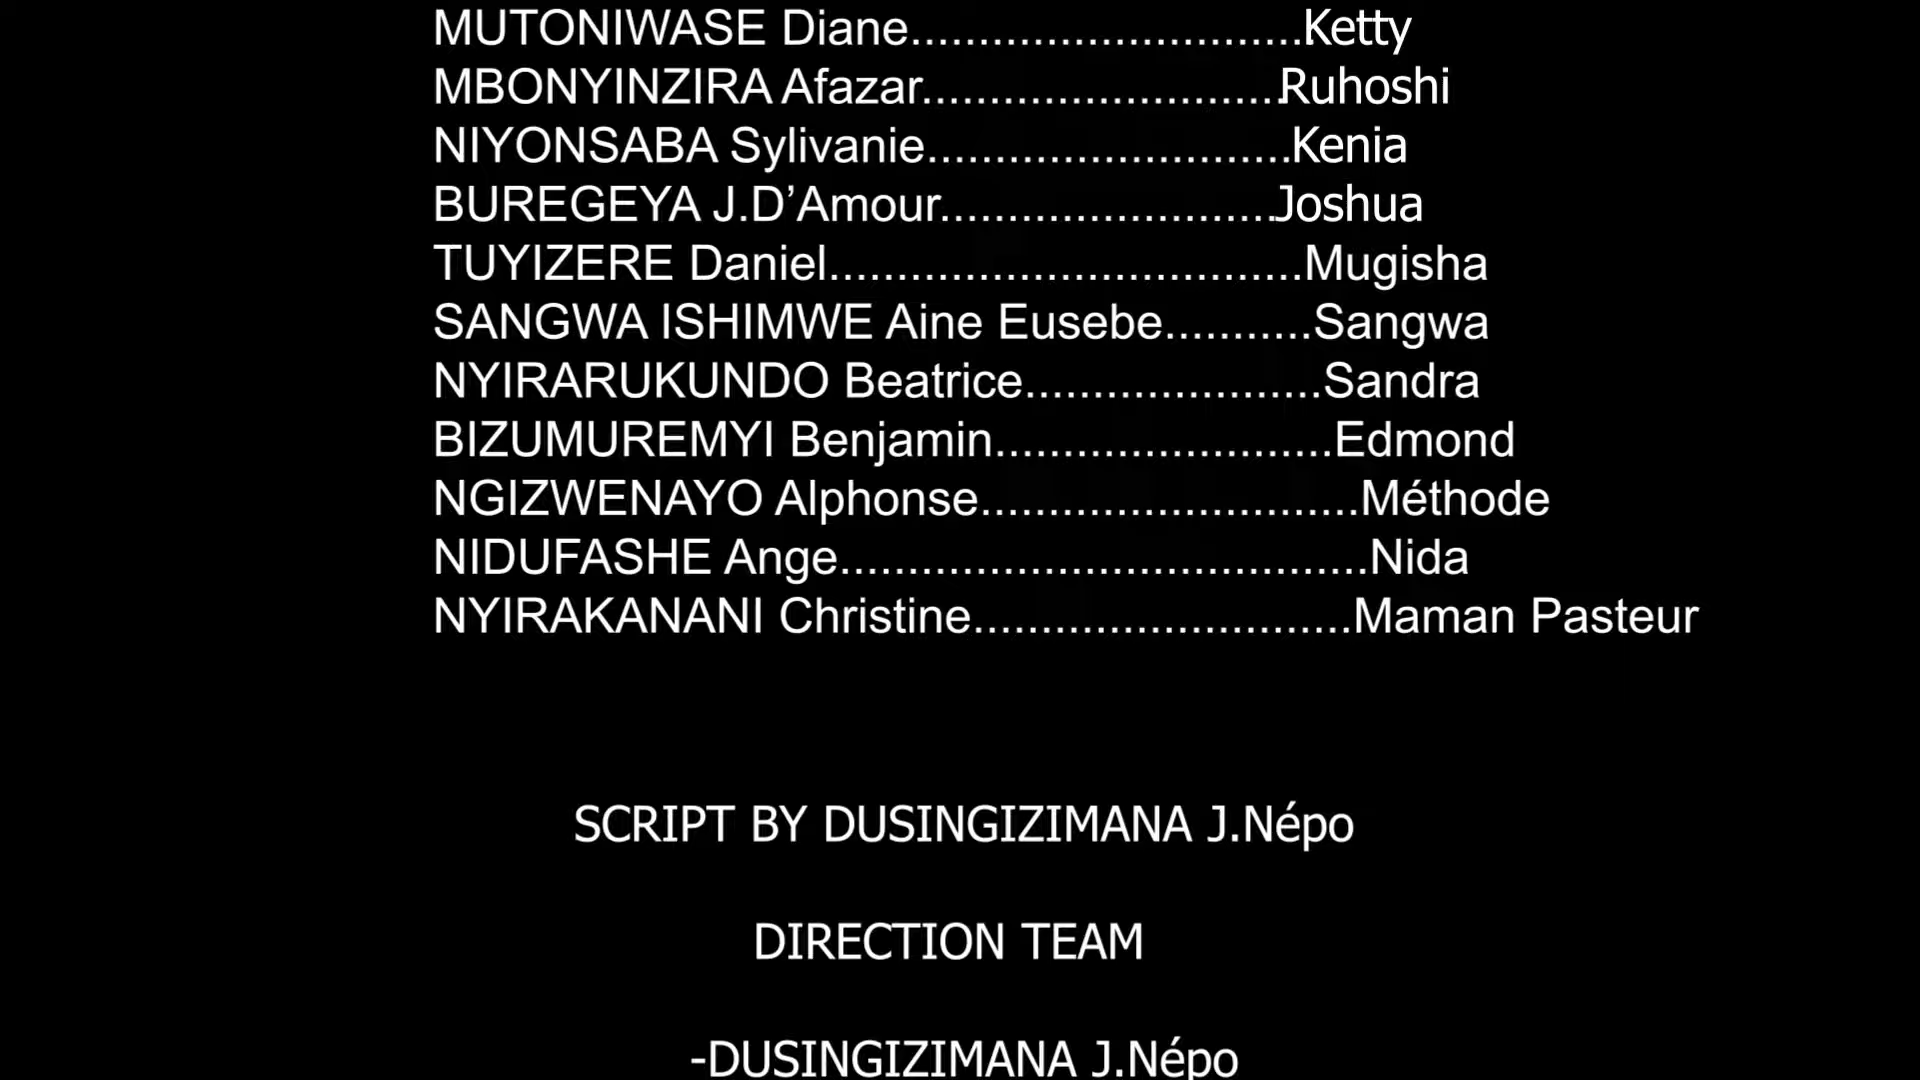 MUTONIWASE Diane.............................Ketty
MBONYINZIRA Afazar...........................Ruhoshi
NIYONSABA Sylivanie...........................Kenia
BUREGEYA J.D’Amour.........................Joshua
TUYIZERE Daniel...................................Mugisha
SANGWA ISHIMWE Aine Eusebe...........Sangwa
NYIRARUKUNDO Beatrice......................Sandra
BIZUMUREMYI Benjamin.........................Edmond
NGIZWENAYO Alphonse............................Méthode
NIDUFASHE Ange.......................................Nida
NYIRAKANANI Christine............................Maman Pasteur
SCRIPT BY DUSINGIZIMANA J.Népo
DIRECTION TEAM
-DUSINGIZIMANA J.Népo